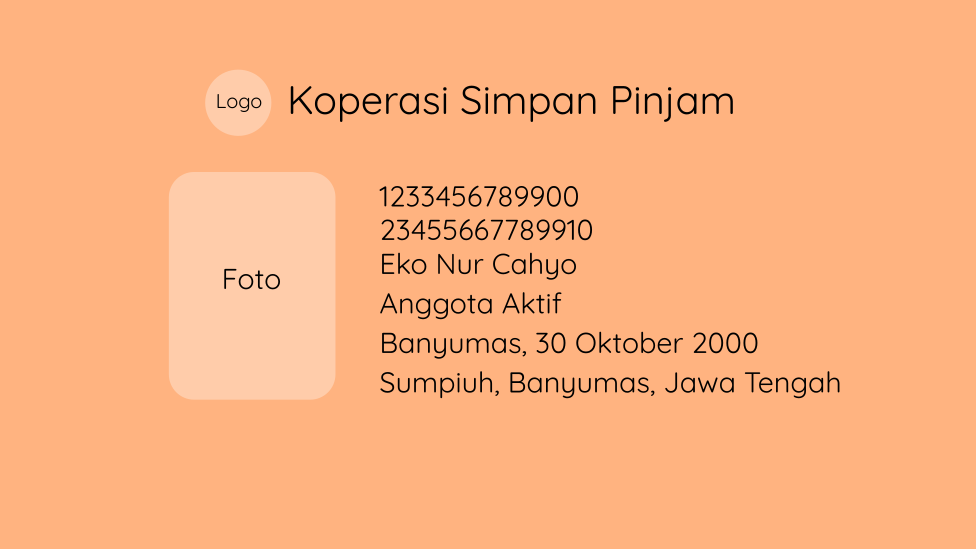 Logo
Koperasi Simpan Pinjam
Foto
1233456789900
23455667789910
Eko Nur Cahyo
Anggota Aktif
Banyumas, 30 Oktober 2000
Sumpiuh, Banyumas, Jawa Tengah